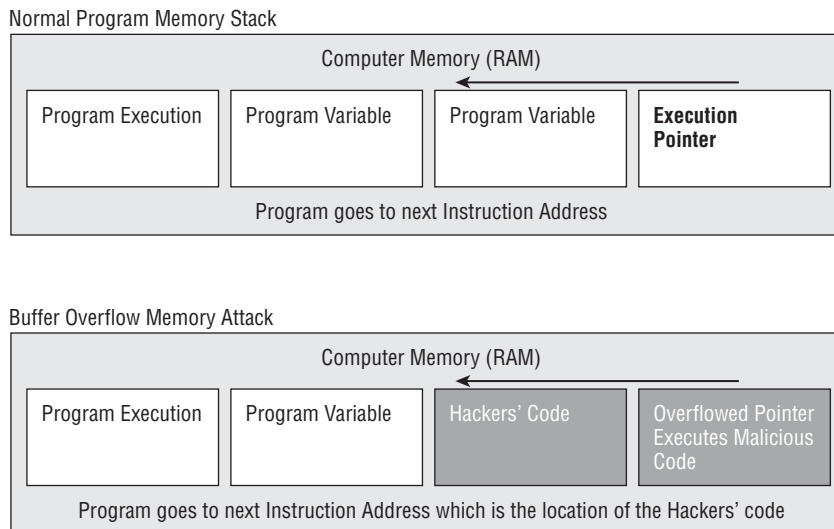 Normal Program Memory Stack
Computer Memory (RAM)
Program Execution
Program Variable
Program Variable
Execution
Pointer
Program goes to next Instruction Address
Buffer Overflow Memory Attack
Computer Memory (RAM)
Program Execution
Program Variable
Hackers’ Code
Overflowed Pointer
Executes Malicious
Code
Program goes to next Instruction Address which is the location of the Hackers’ code